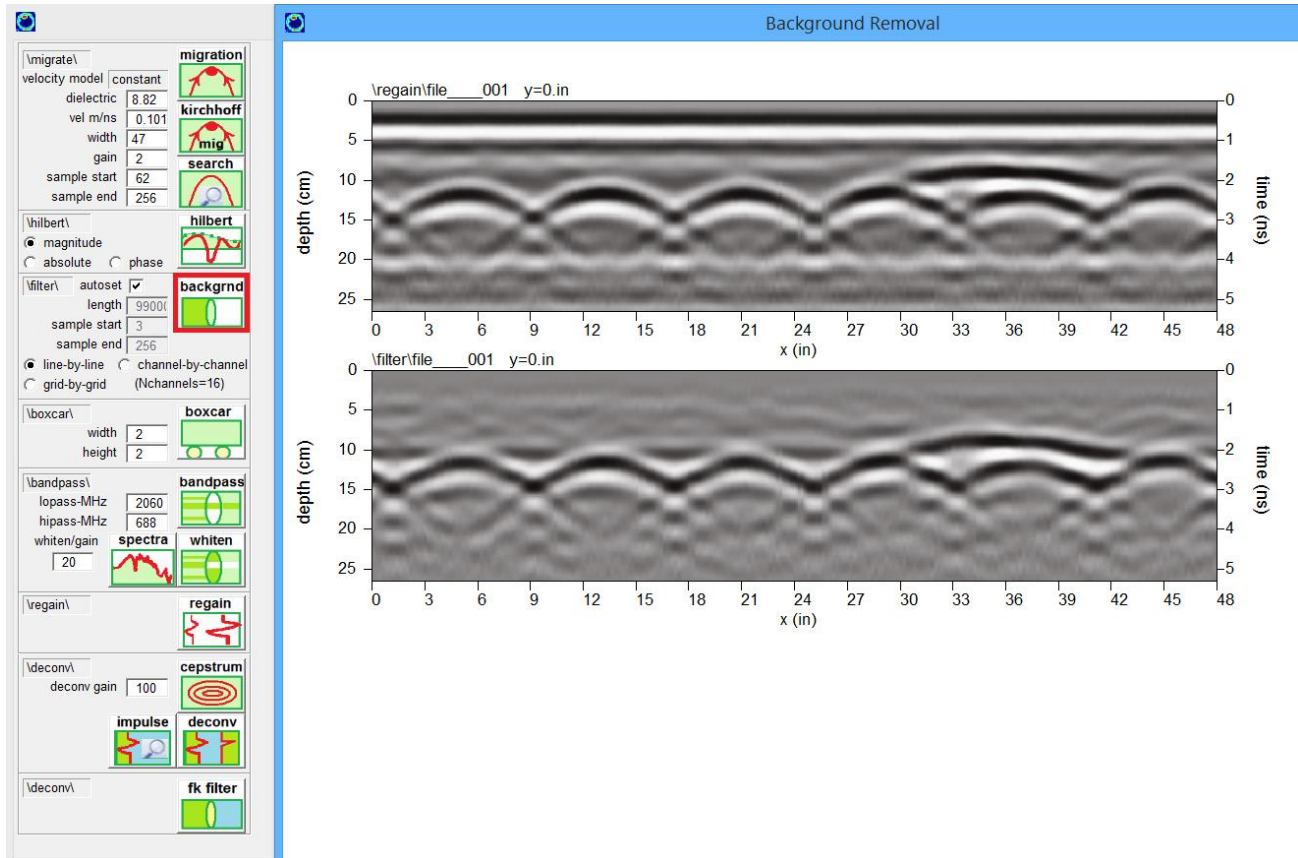 Background Removal
\migrate\ migration
velocity model constant
dielectric 8.82
vel m/ns 0.101
kirchhoff
width 47
mig
gain 2
search
sample start 62
sample end 256
\hilbert\ hilbert
magnitude
absolute phase
\filter\ autoset backgrnd
length 9900
sample start 3
sample end 256
line-by-line channel-by-channel
grid-by-grid (Nchannels=16)
\boxcar\ boxcar
width 2
height 2
\bandpass\ bandpass
lopass-MHz 2060
hipass-MHz 688
whiten/gain spectra whiten
20
\regain\ regain
\deconv\ cepstrum
deconv gain 100
impulse deconv
\deconv\ fk filter
\regain\file____001 y=0.in
0 5 10 15 20 25
depth (cm)
0 1 2 3 4 5
time (ns)
0 3 6 9 12 15 18 21 24 27 30 33 36 39 42 45 48
x (in)
\filter\file____001 y=0.in
0 5 10 15 20 25
depth (cm)
0 1 2 3 4 5
time (ns)
0 3 6 9 12 15 18 21 24 27 30 33 36 39 42 45 48
x (in)